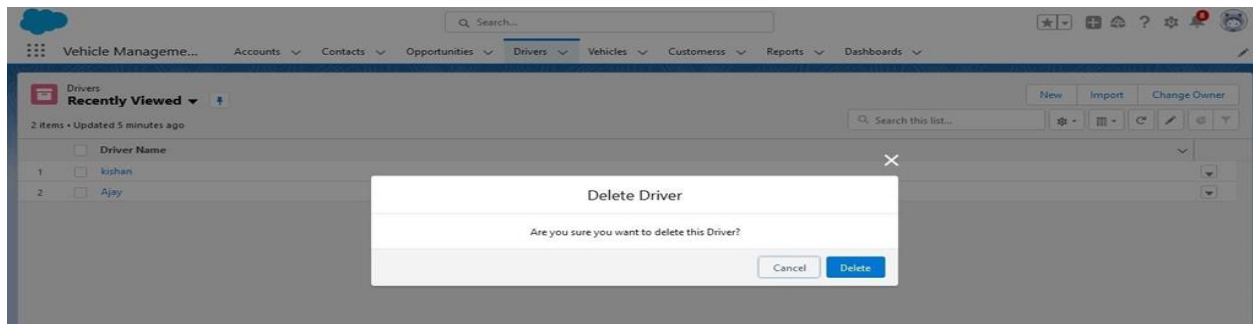 Search...
0
Vehicle Manageme... Accounts Contacts Opportunities Drivers Vehicles Customerss Reports Dashboards
Drivers
Recently Viewed
New Import Change Owner
2 items • Updated 5 minutes ago
Search this list...
Driver Name
1 kishan
2 Ajay
Delete Driver
Are you sure you want to delete this Driver?
Cancel Delete